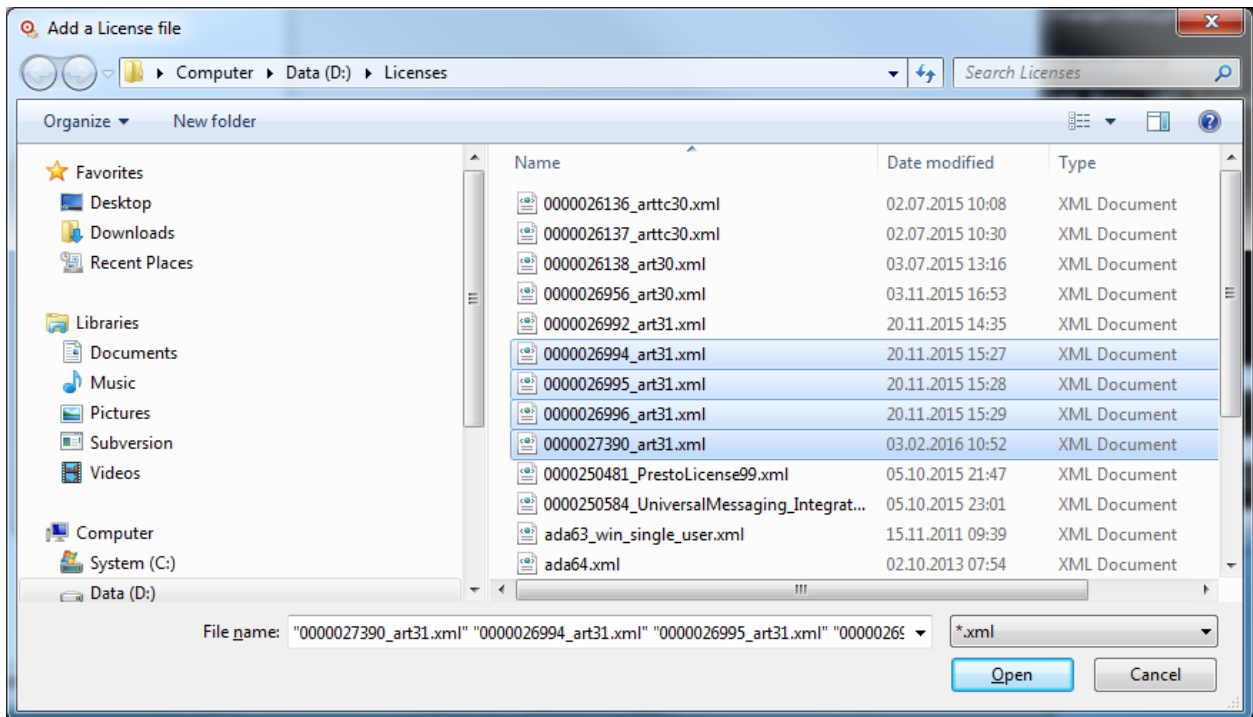 Add a License file
Computer Data (D:) Licenses Search Licenses
Organize New folder
Favorites
Desktop
Downloads
Recent Places
Libraries
Documents
Music
Pictures
Subversion
Videos
Computer
System (C:)
Data (D:)
Name Date modified Type
0000026136_arttc30.xml 02.07.2015 10:08 XML Document
0000026137_arttc30.xml 02.07.2015 10:30 XML Document
0000026138_art30.xml 03.07.2015 13:16 XML Document
0000026956_art30.xml 03.11.2015 16:53 XML Document
0000026992_art31.xml 20.11.2015 14:35 XML Document
0000026994_art31.xml 20.11.2015 15:27 XML Document
0000026995_art31.xml 20.11.2015 15:28 XML Document
0000026996_art31.xml 20.11.2015 15:29 XML Document
0000027390_art31.xml 03.02.2016 10:52 XML Document
0000250481_PrestoLicense99.xml 05.10.2015 21:47 XML Document
0000250584_UniversalMessaging_Integrat... 05.10.2015 23:01 XML Document
ada63_win_single_user.xml 15.11.2011 09:39 XML Document
ada64.xml 02.10.2013 07:54 XML Document
File name: "0000027390_art31.xml" "0000026994_art31.xml" "0000026995_art31.xml" "0000026 *.xml
Open Cancel